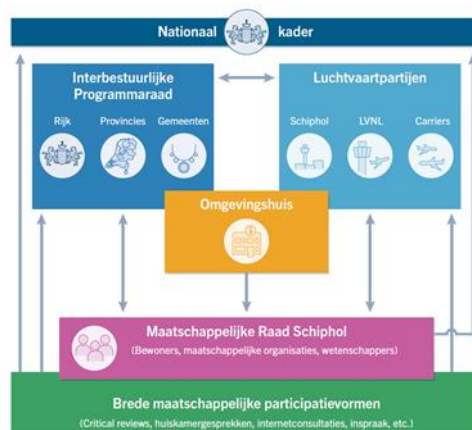 Nationaal kader
Interbestuurlijke
Programmaraad
Rijk Provincies Gemeenten
Luchtvaartpartijen
Schiphol LVNL Carriers
Omgevingshuis
Maatschappelijke Raad Schiphol
(Bewoners, maatschappelijke organisaties, wetenschappers)
Brede maatschappelijke participatievormen
(Critical reviews, huiskamergesprekken, internetconsultaties, inspraak, etc.)